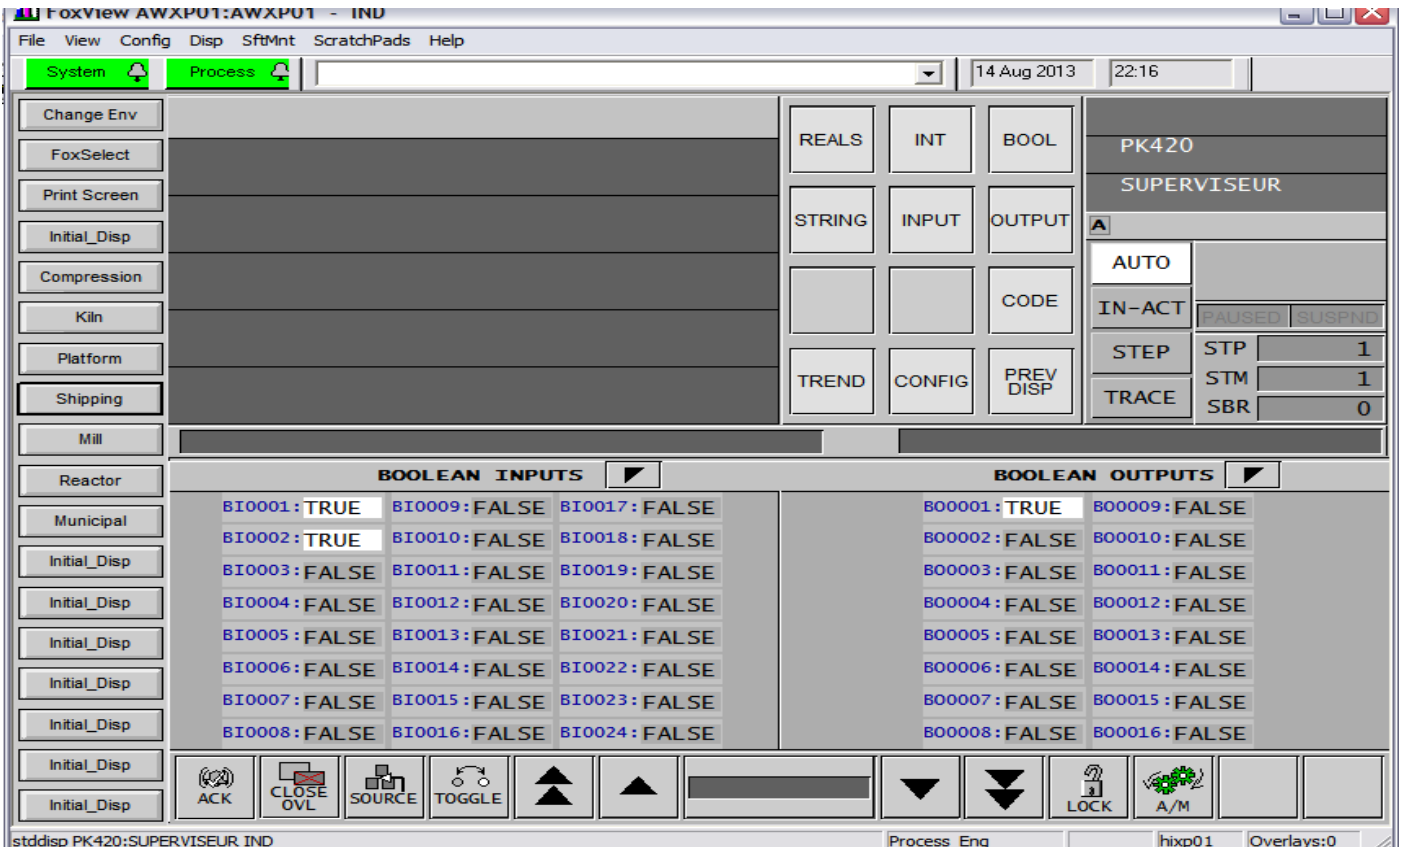 FoxView AWXP01:AWXP01 - IND
File View Config Disp SftMnt ScratchPads Help
System Process 14 Aug 2013 22:16
Change Env
FoxSelect
Print Screen
Initial_Disp
Compression
Kiln
Platform
Shipping
Mill
Reactor
Municipal
Initial_Disp
Initial_Disp
Initial_Disp
Initial_Disp
Initial_Disp
Initial_Disp
Initial_Disp
REALS INT BOOL
STRING INPUT OUTPUT
CODE
TREND CONFIG PREV
DISP
PK420
SUPERVISEUR
A
AUTO
IN-ACT PAUSED SUSPND
STEP STP 1
STM 1
TRACE SBR 0
BOOLEAN INPUTS BOOLEAN OUTPUTS
BI0001:TRUE BI0009:FALSE BI0017:FALSE BO0001:TRUE BO0009:FALSE
BI0002:TRUE BI0010:FALSE BI0018:FALSE BO0002:FALSE BO0010:FALSE
BI0003:FALSE BI0011:FALSE BI0019:FALSE BO0003:FALSE BO0011:FALSE
BI0004:FALSE BI0012:FALSE BI0020:FALSE BO0004:FALSE BO0012:FALSE
BI0005:FALSE BI0013:FALSE BI0021:FALSE BO0005:FALSE BO0013:FALSE
BI0006:FALSE BI0014:FALSE BI0022:FALSE BO0006:FALSE BO0014:FALSE
BI0007:FALSE BI0015:FALSE BI0023:FALSE BO0007:FALSE BO0015:FALSE
BI0008:FALSE BI0016:FALSE BI0024:FALSE BO0008:FALSE BO0016:FALSE
ACK CLOSE
OVL SOURCE TOGGLE LOCK A/M
stddisp PK420:SUPERVISEUR IND Process Eng hixp01 Overlays:0